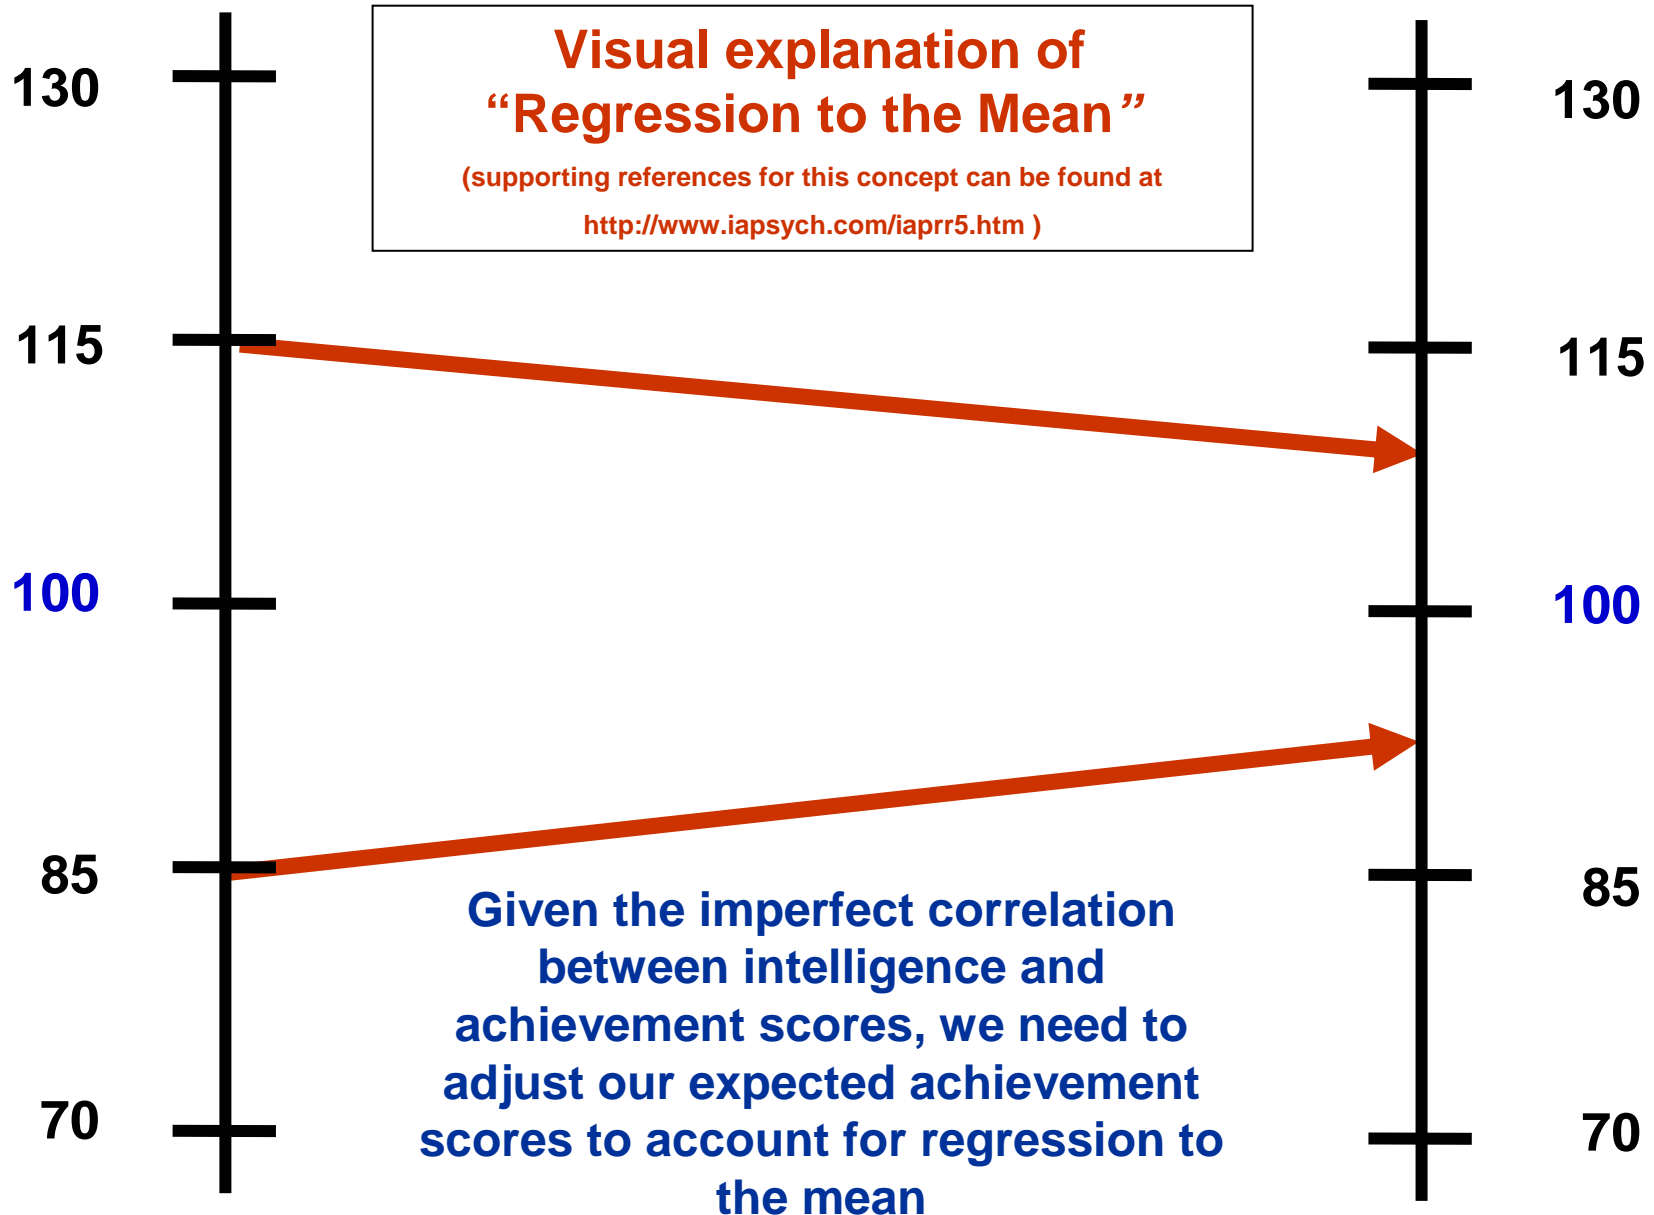 Visual explanation of
“Regression to the Mean”
(supporting references for this concept can be found at
http://www.iapsych.com/iaprr5.htm )
130
130
115
115
100
100
85
85
Given the imperfect correlation
between intelligence and
achievement scores, we need to
adjust our expected achievement
scores to account for regression to
the mean
70
70